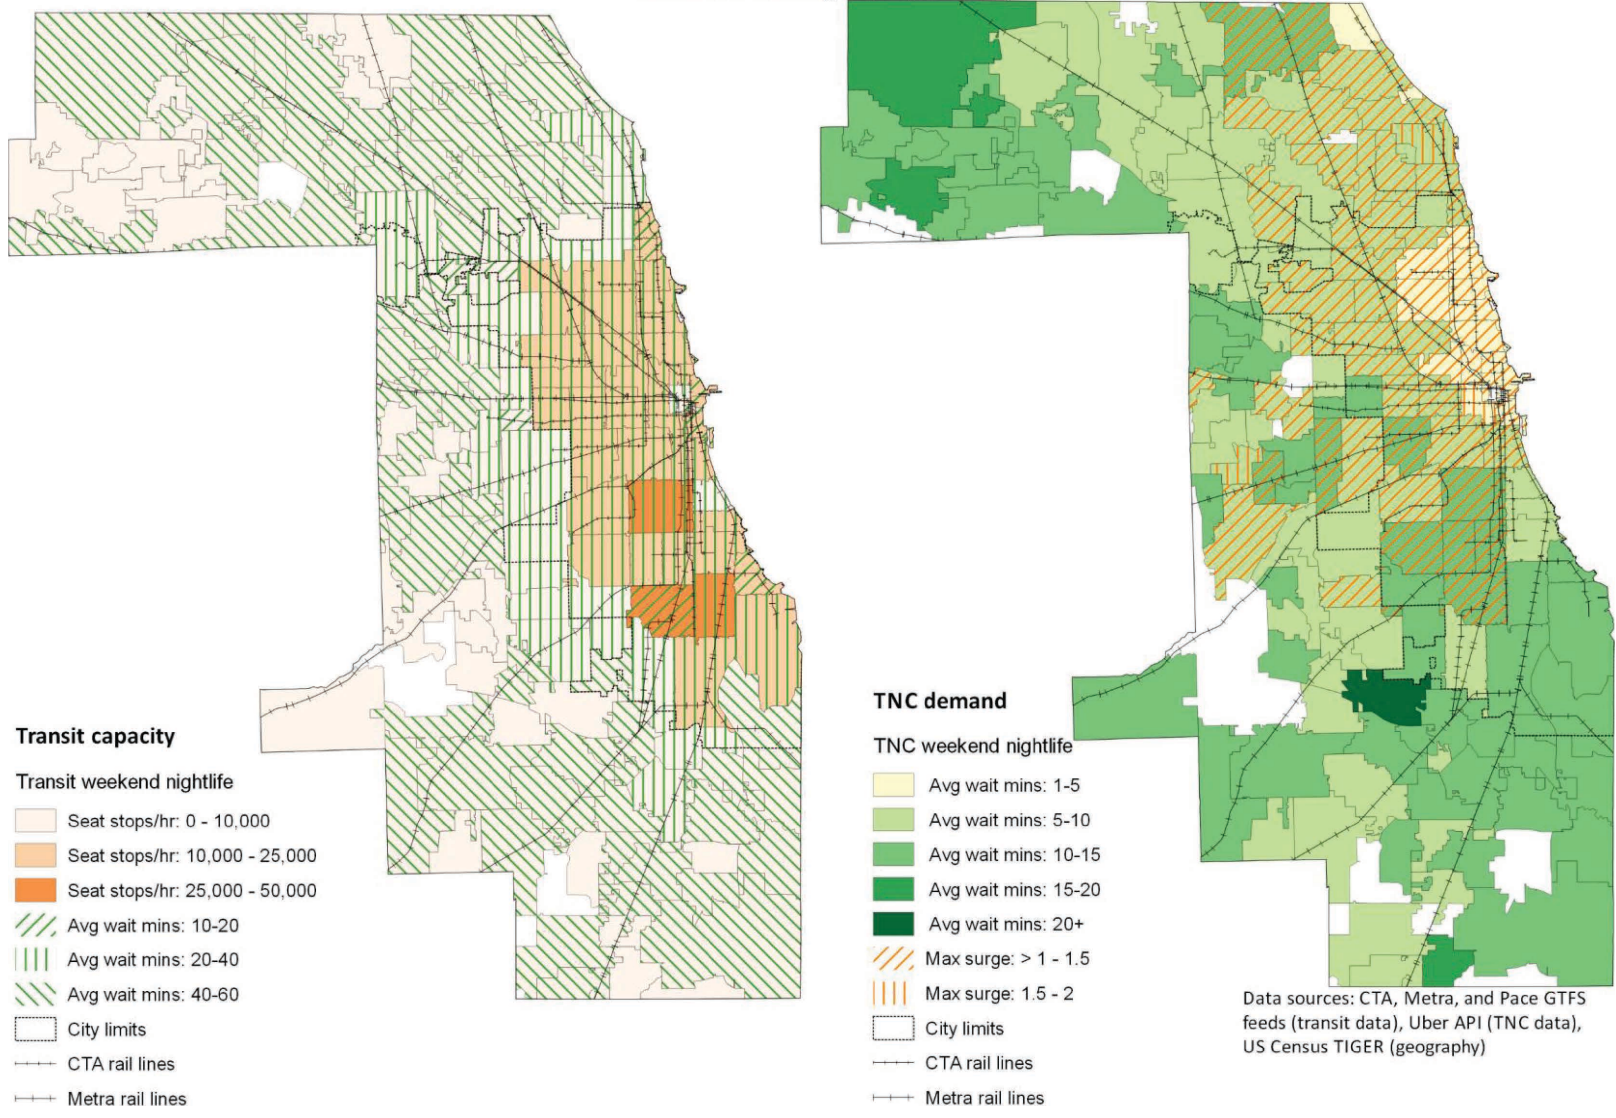 Transit capacity
Transit weekend nightlife
Seat stops/hr: 0 - 10,000
Seat stops/hr: 10,000 - 25,000
Seat stops/hr: 25,000 - 50,000
Avg wait mins: 10-20
Avg wait mins: 20-40
Avg wait mins: 40-60
City limits
CTA rail lines
Metra rail lines
TNC demand
TNC weekend nightlife
Avg wait mins: 1-5
Avg wait mins: 5-10
Avg wait mins: 10-15
Avg wait mins: 15-20
Avg wait mins: 20+
Max surge: > 1 - 1.5
Max surge: 1.5 - 2
City limits
CTA rail lines
Metra rail lines
Data sources: CTA, Metra, and Pace GTFS
feeds (transit data), Uber API (TNC data),
US Census TIGER (geography)